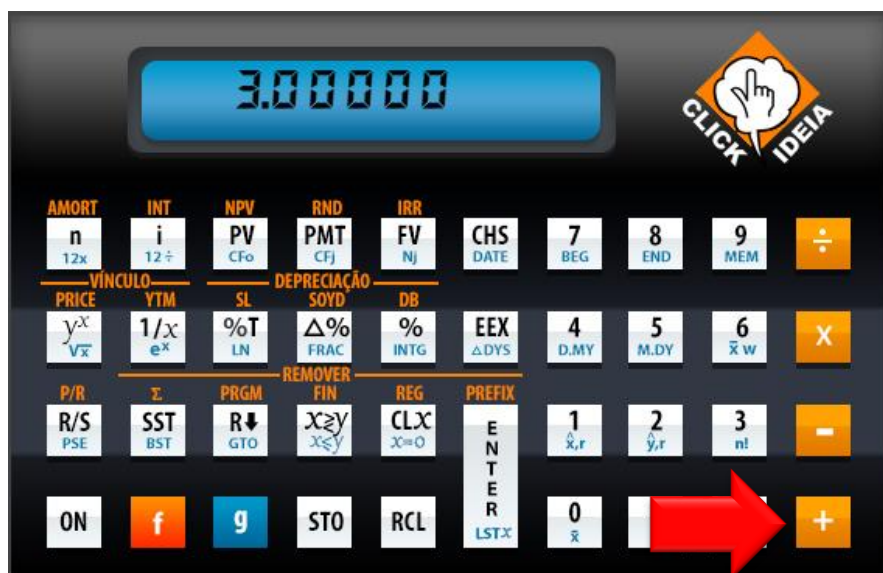 3.00000
CLICK IDEIA
AMORT INT NPV RND IRR
n i PV PMT FV CHS 7 8 9 ÷
12x 12÷ CFo CFj Nj DATE BEG END MEM
VÍNCULO DEPRECIAÇÃO
PRICE YTM SL SOYD DB
yˣ 1/x %T Δ% % EEX 4 5 6 X
√x eˣ LN FRAC INTG ΔDYS D.MY M.DY x̄ w
REMOVER
P/R Σ PRGM FIN REG PREFIX
R/S SST R⬇ x≷y CLx ENTER 1 2 3 -
PSE BST GTO x≤y x=0 x̂,r ŷ,r n!
ON f g STO RCL 0 +
LSTx x̄